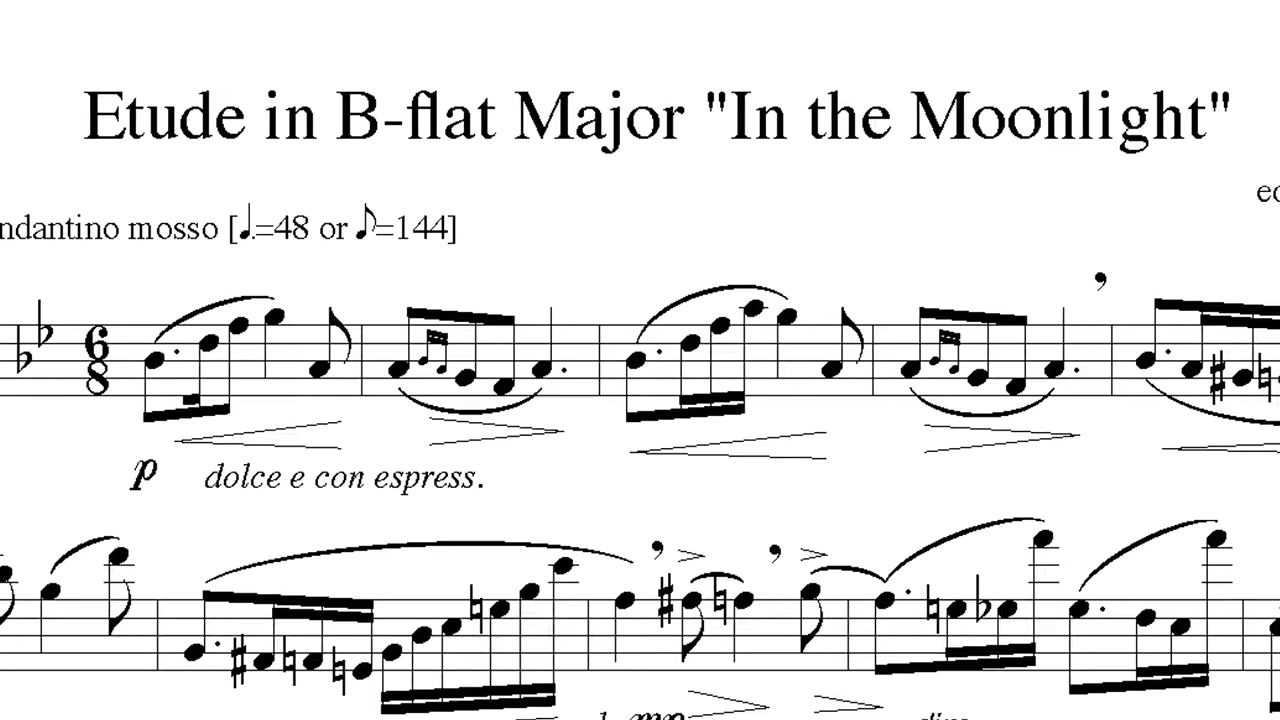 Etude in B-flat Major "In the Moonlight"
ndantino mosso [♩.=48 or ♪=144]
6
8
p
dolce e con espress.